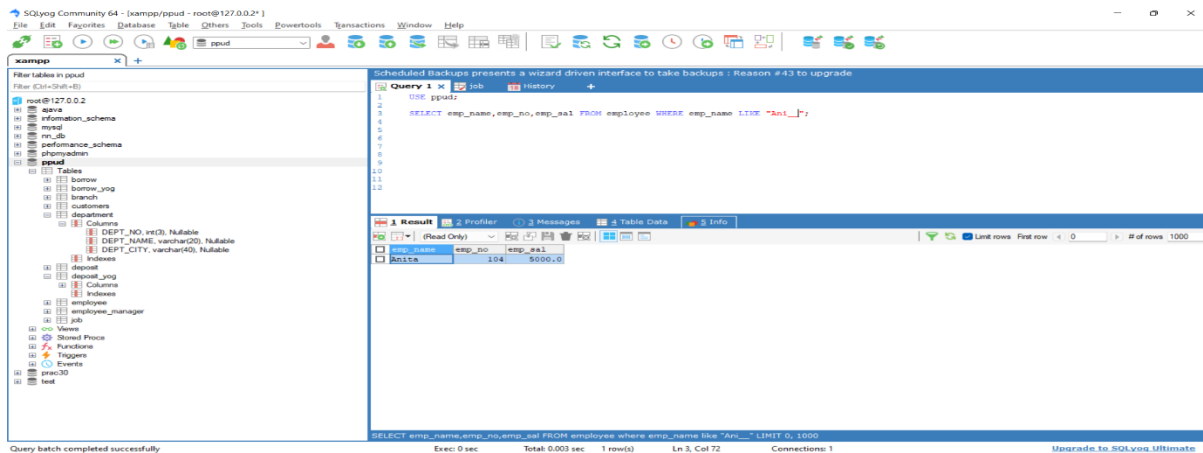 SQLyog Community 64 - [xampp/ppud - root@127.0.0.2* ]
File Edit Favorites Database Table Others Tools Powertools Transactions Window Help
ppud
xampp × +
Filter tables in ppud
Filter (Ctrl+Shift+B)
root@127.0.0.2
ajava
information_schema
mysql
nn_db
performance_schema
phpmyadmin
ppud
Tables
borrow
borrow_yog
branch
customers
department
Columns
DEPT_NO, int(3), Nullable
DEPT_NAME, varchar(20), Nullable
DEPT_CITY, varchar(40), Nullable
Indexes
deposit
deposit_yog
Columns
Indexes
employee
employee_manager
job
Views
Stored Procs
Functions
Triggers
Events
prac30
test
Scheduled Backups presents a wizard driven interface to take backups : Reason #43 to upgrade
Query 1 × job History +
1 USE ppud;
2
3 SELECT emp_name,emp_no,emp_sal FROM employee WHERE emp_name LIKE "Ani__";
4
5
6
7
8
9
10
11
12
1 Result 2 Profiler 3 Messages 4 Table Data 5 Info
(Read Only) Limit rows First row 0 # of rows 1000
emp_name emp_no emp_sal
Anita 104 5000.0
SELECT emp_name,emp_no,emp_sal FROM employee where emp_name like "Ani__" LIMIT 0, 1000
Query batch completed successfully Exec: 0 sec Total: 0.003 sec 1 row(s) Ln 3, Col 72 Connections: 1 Upgrade to SQLyog Ultimate